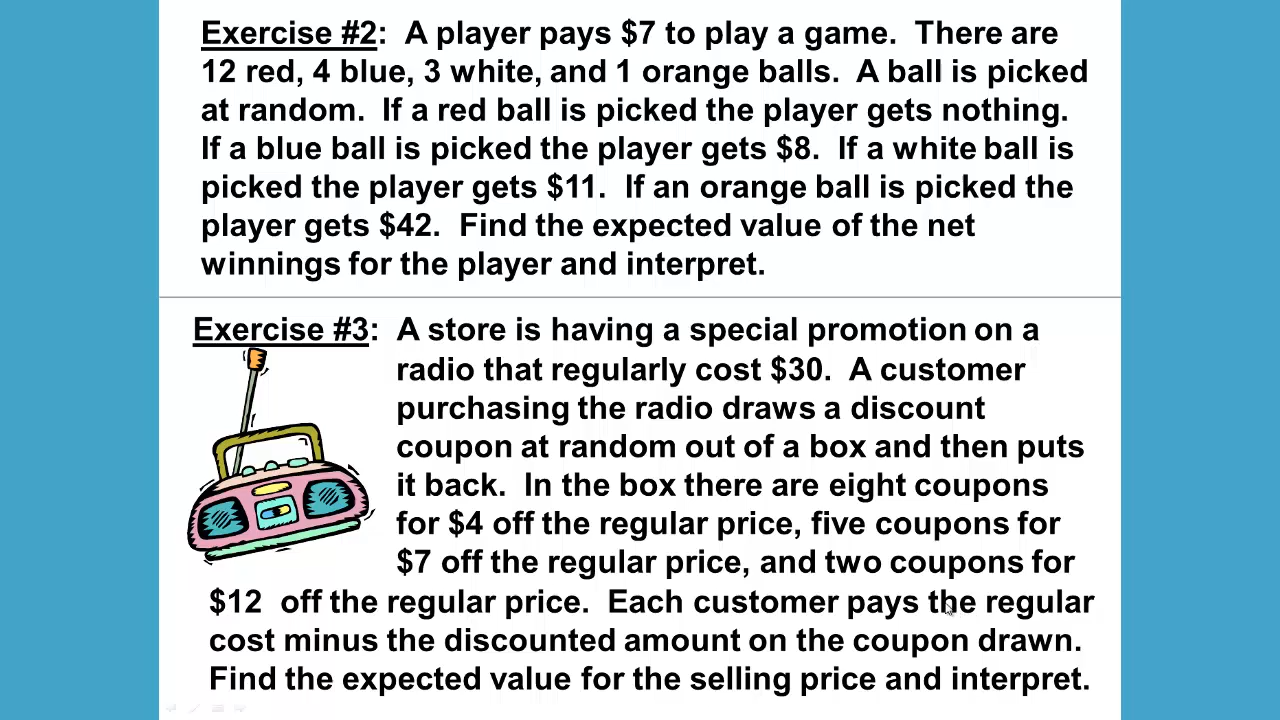 Exercise #2: A player pays $7 to play a game. There are
12 red, 4 blue, 3 white, and 1 orange balls. A ball is picked
at random. If a red ball is picked the player gets nothing.
If a blue ball is picked the player gets $8. If a white ball is
picked the player gets $11. If an orange ball is picked the
player gets $42. Find the expected value of the net
winnings for the player and interpret.
Exercise #3: A store is having a special promotion on a
radio that regularly cost $30. A customer
purchasing the radio draws a discount
coupon at random out of a box and then puts
it back. In the box there are eight coupons
for $4 off the regular price, five coupons for
$7 off the regular price, and two coupons for
$12 off the regular price. Each customer pays the regular
cost minus the discounted amount on the coupon drawn.
Find the expected value for the selling price and interpret.